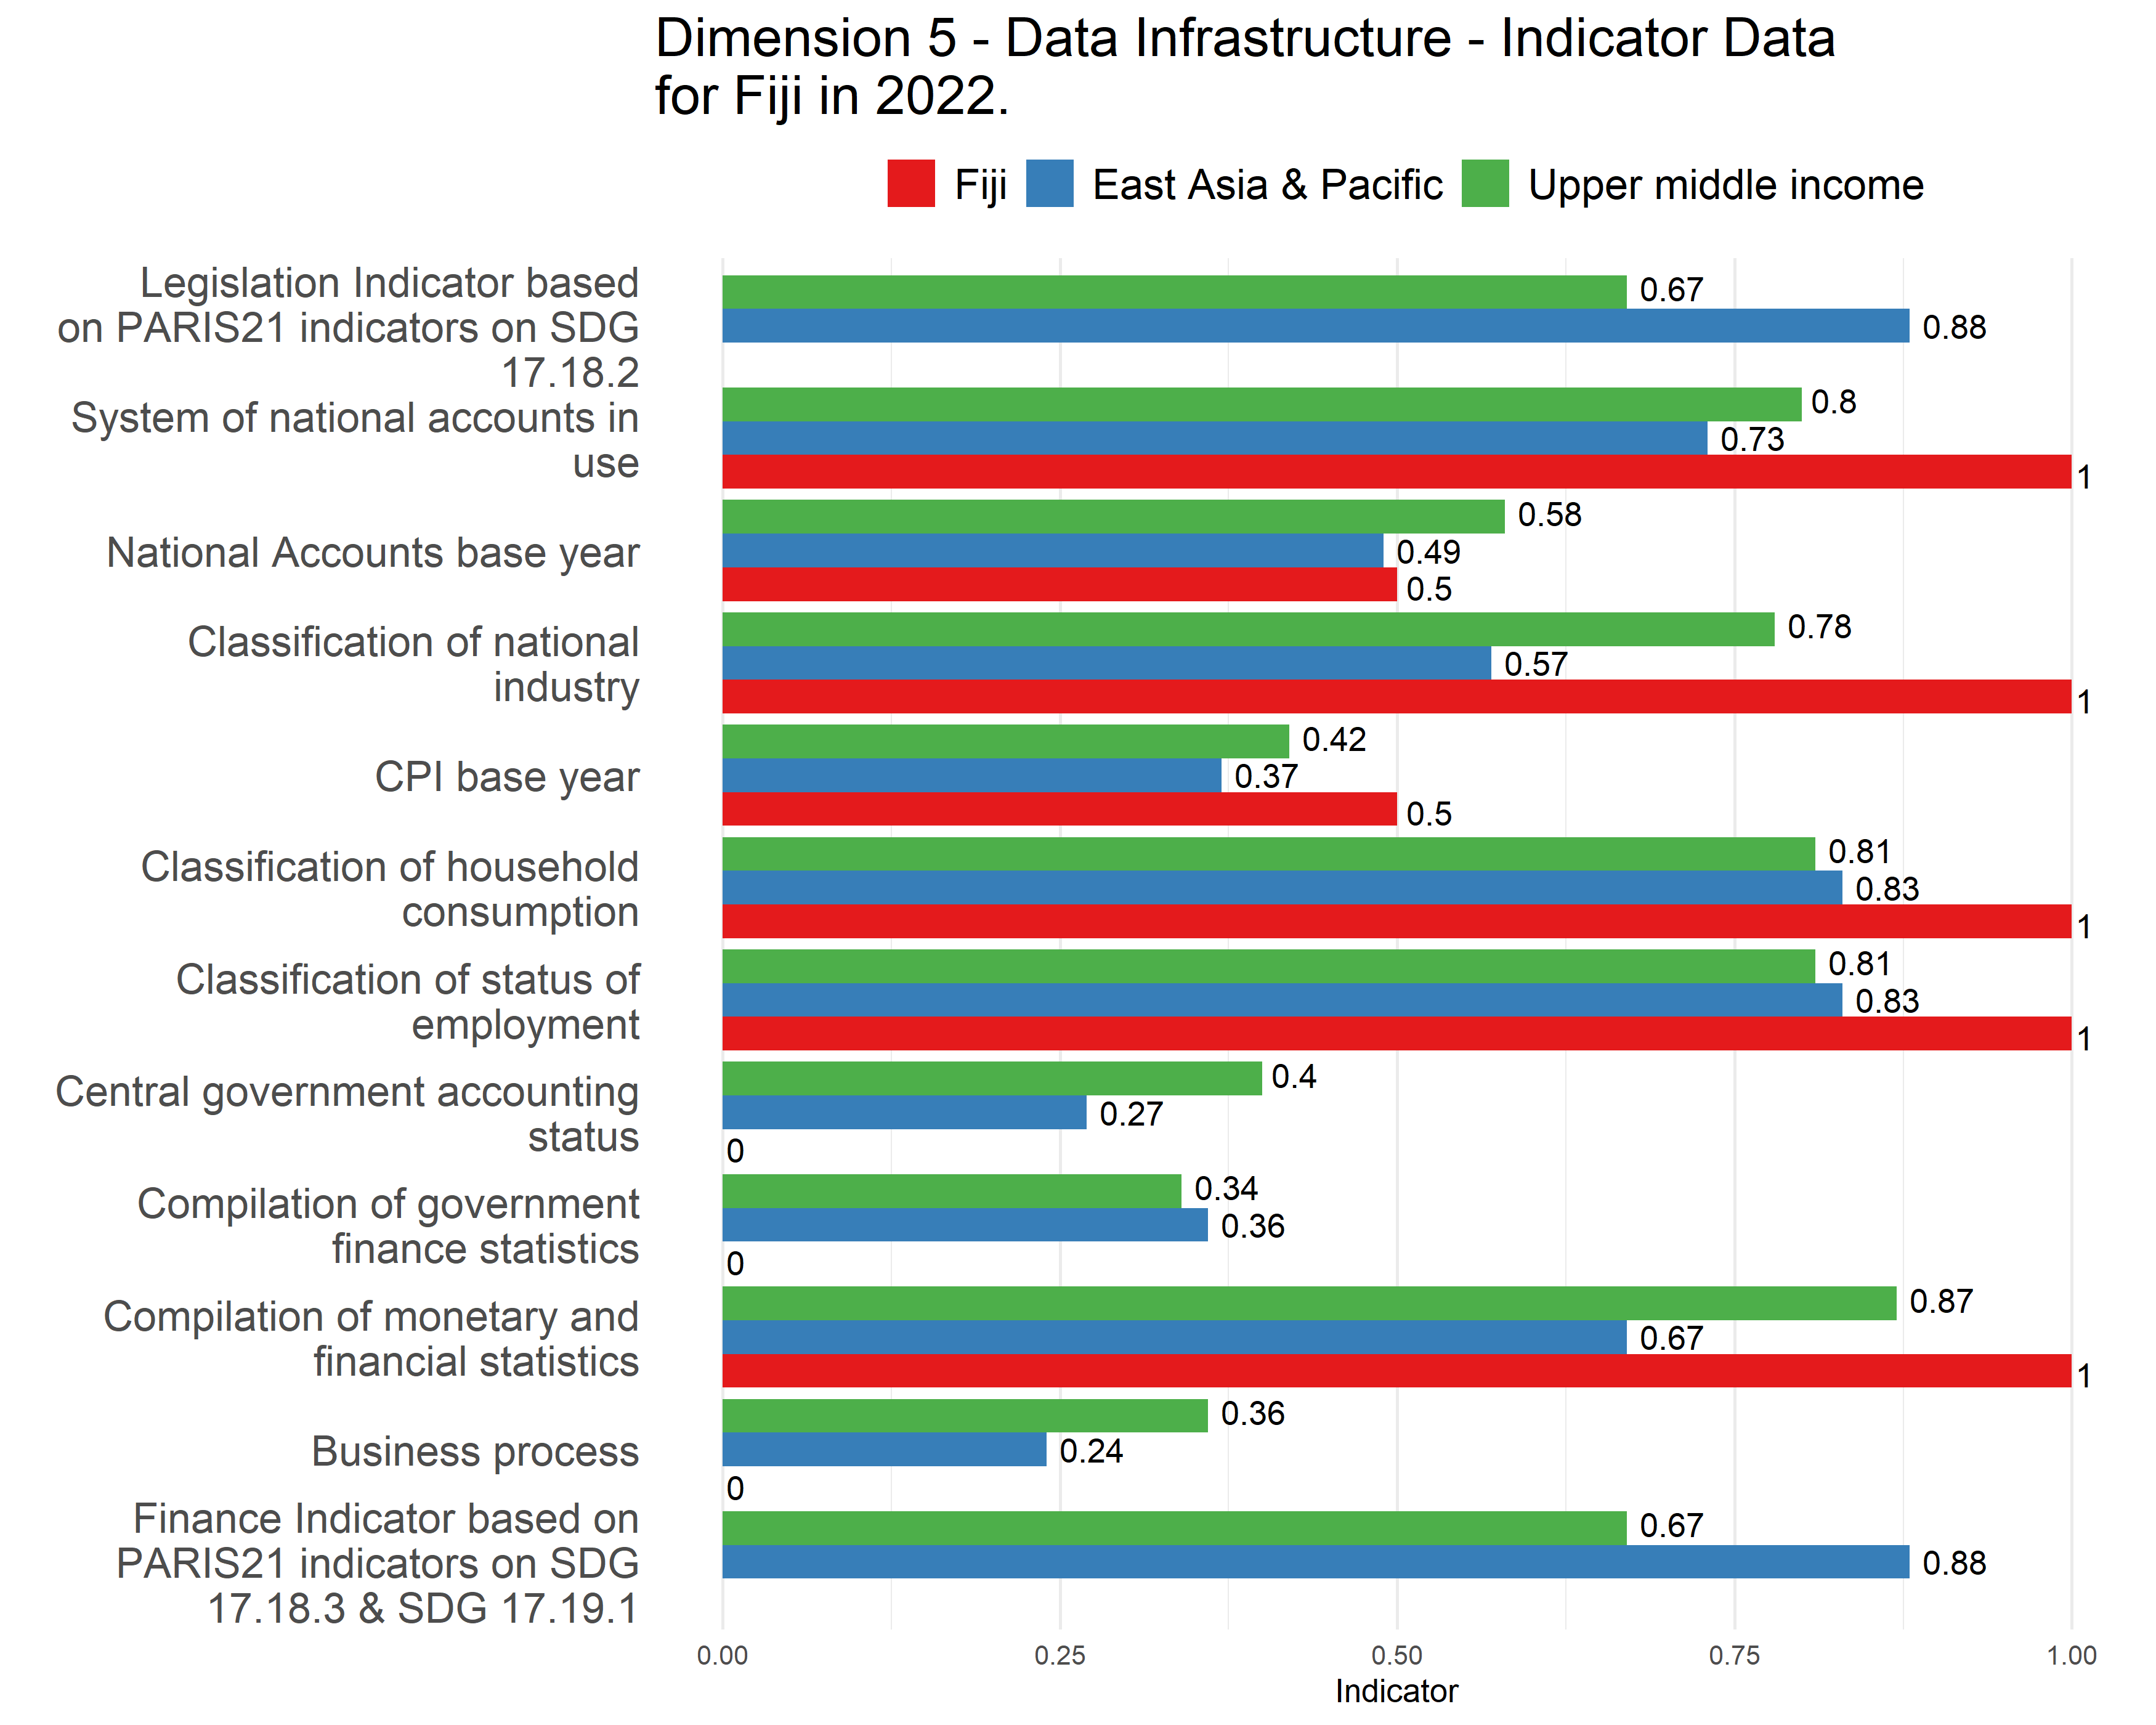 Dimension 5 - Data Infrastructure - Indicator Data
for Fiji in 2022.
Fiji
East Asia & Pacific
Upper middle income
Legislation Indicator based
on PARIS21 indicators on SDG
17.18.2
0.67
0.88
System of national accounts in
use
0.8
0.73
1
National Accounts base year
0.58
0.49
0.5
Classification of national
industry
0.78
0.57
1
CPI base year
0.42
0.37
0.5
Classification of household
consumption
0.81
0.83
1
Classification of status of
employment
0.81
0.83
1
Central government accounting
status
0.4
0.27
0
Compilation of government
finance statistics
0.34
0.36
0
Compilation of monetary and
financial statistics
0.87
0.67
1
Business process
0.36
0.24
0
Finance Indicator based on
PARIS21 indicators on SDG
17.18.3 & SDG 17.19.1
0.67
0.88
0.00
0.25
0.50
0.75
1.00
Indicator